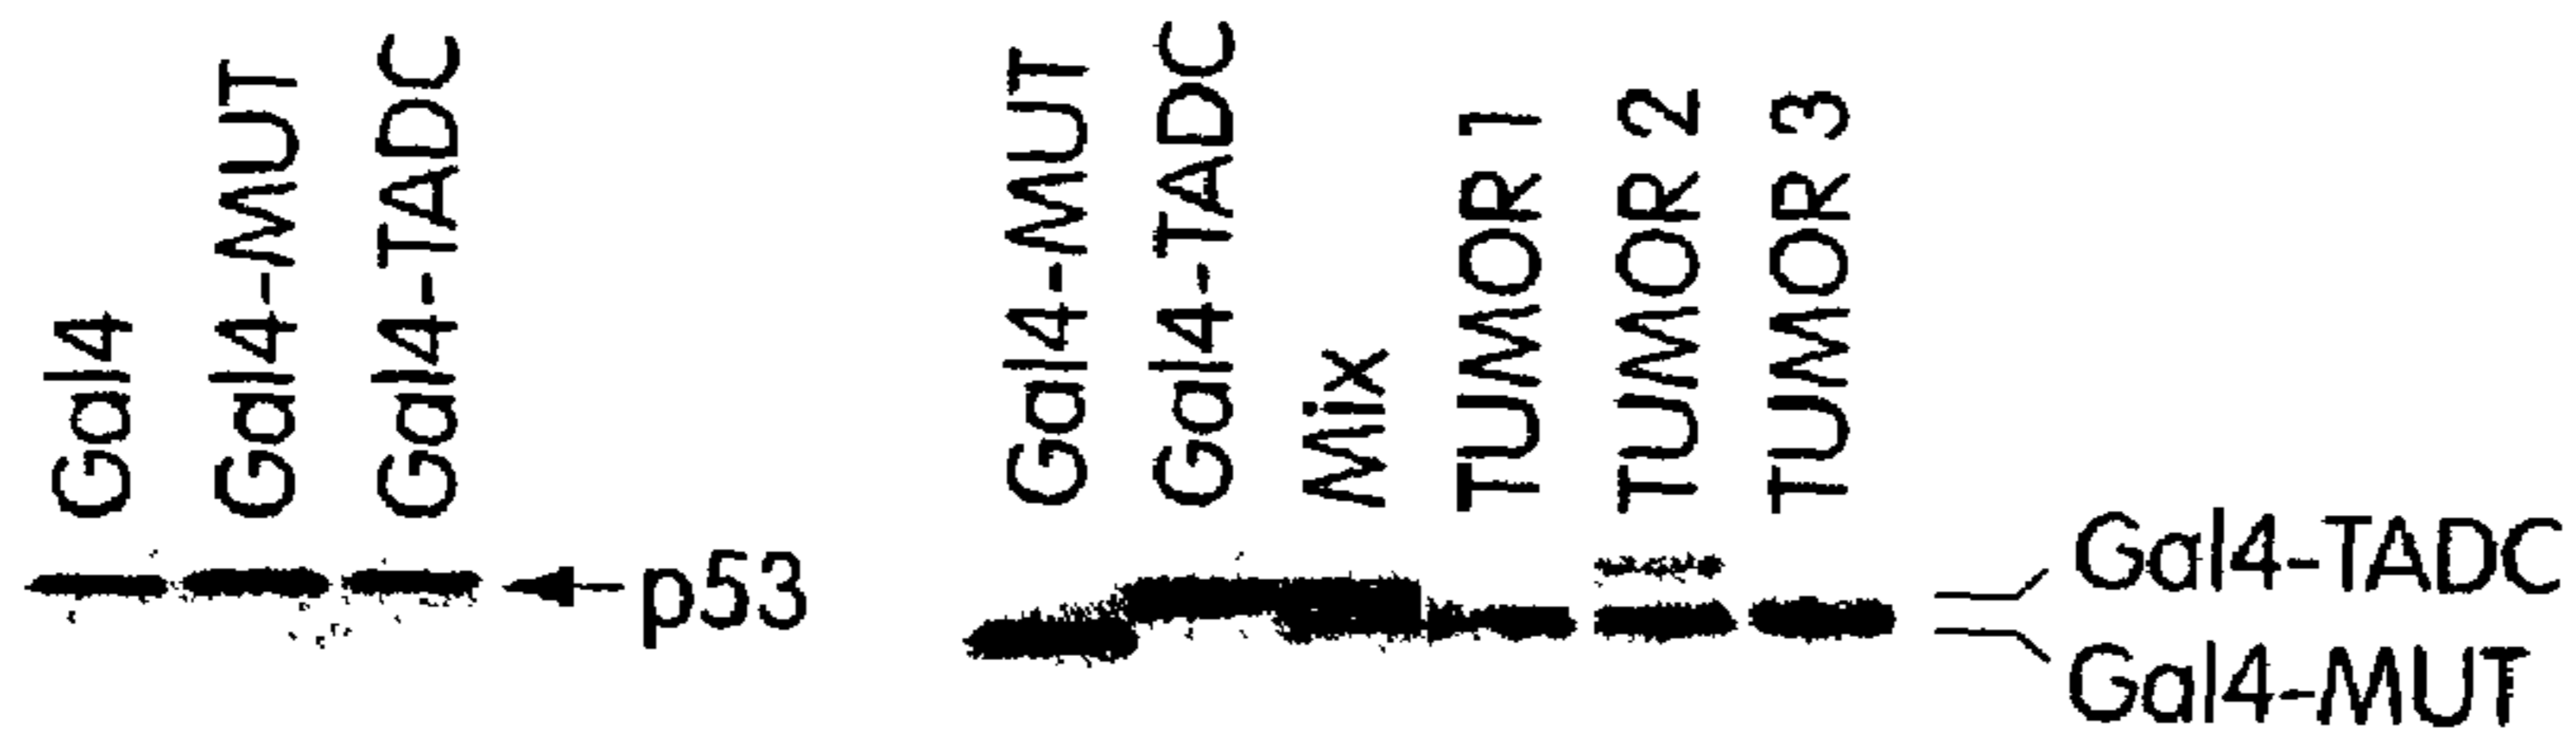 Gal4
Gal4-MUT
Gal4-TADC
p53
Gal4-MUT
Gal4-TADC
Mix
TUMOR 1
TUMOR 2
TUMOR 3
Gal4-TADC
Gal4-MUT